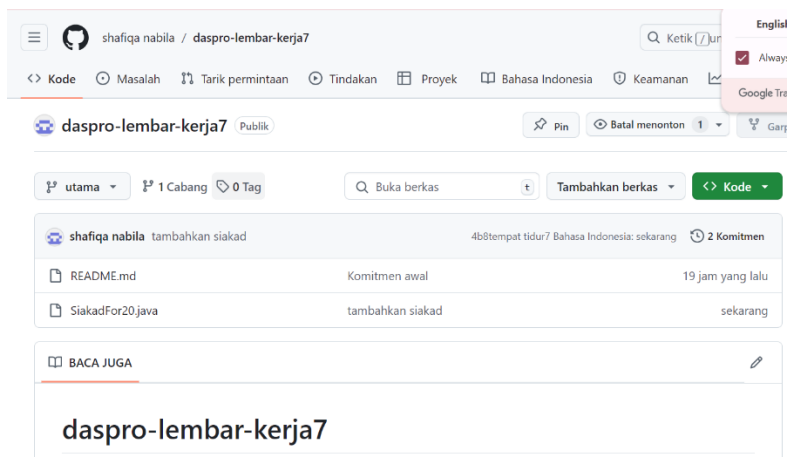 shafiqa nabila / daspro-lembar-kerja7
Ketik / un
English
Always
Google Tra
Kode Masalah Tarik permintaan Tindakan Proyek Bahasa Indonesia Keamanan
daspro-lembar-kerja7 Publik
Pin Batal menonton 1 Garp
utama 1 Cabang 0 Tag Buka berkas t Tambahkan berkas <> Kode
shafiqa nabila tambahkan siakad 4b8tempat tidur7 Bahasa Indonesia: sekarang 2 Komitmen
README.md Komitmen awal 19 jam yang lalu
SiakadFor20.java tambahkan siakad sekarang
BACA JUGA
daspro-lembar-kerja7